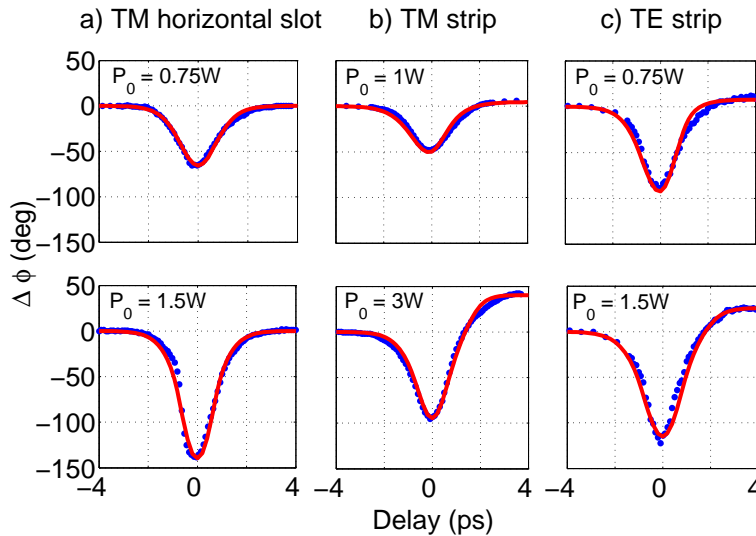 a) TM horizontal slot
b) TM strip
c) TE strip
50
0
−50
−100
−150
P0 = 0.75W
P0 = 1W
P0 = 0.75W
Δ ϕ (deg)
50
0
−50
−100
−150
P0 = 1.5W
P0 = 3W
P0 = 1.5W
−4 0 4
−4 0 4
−4 0 4
Delay (ps)